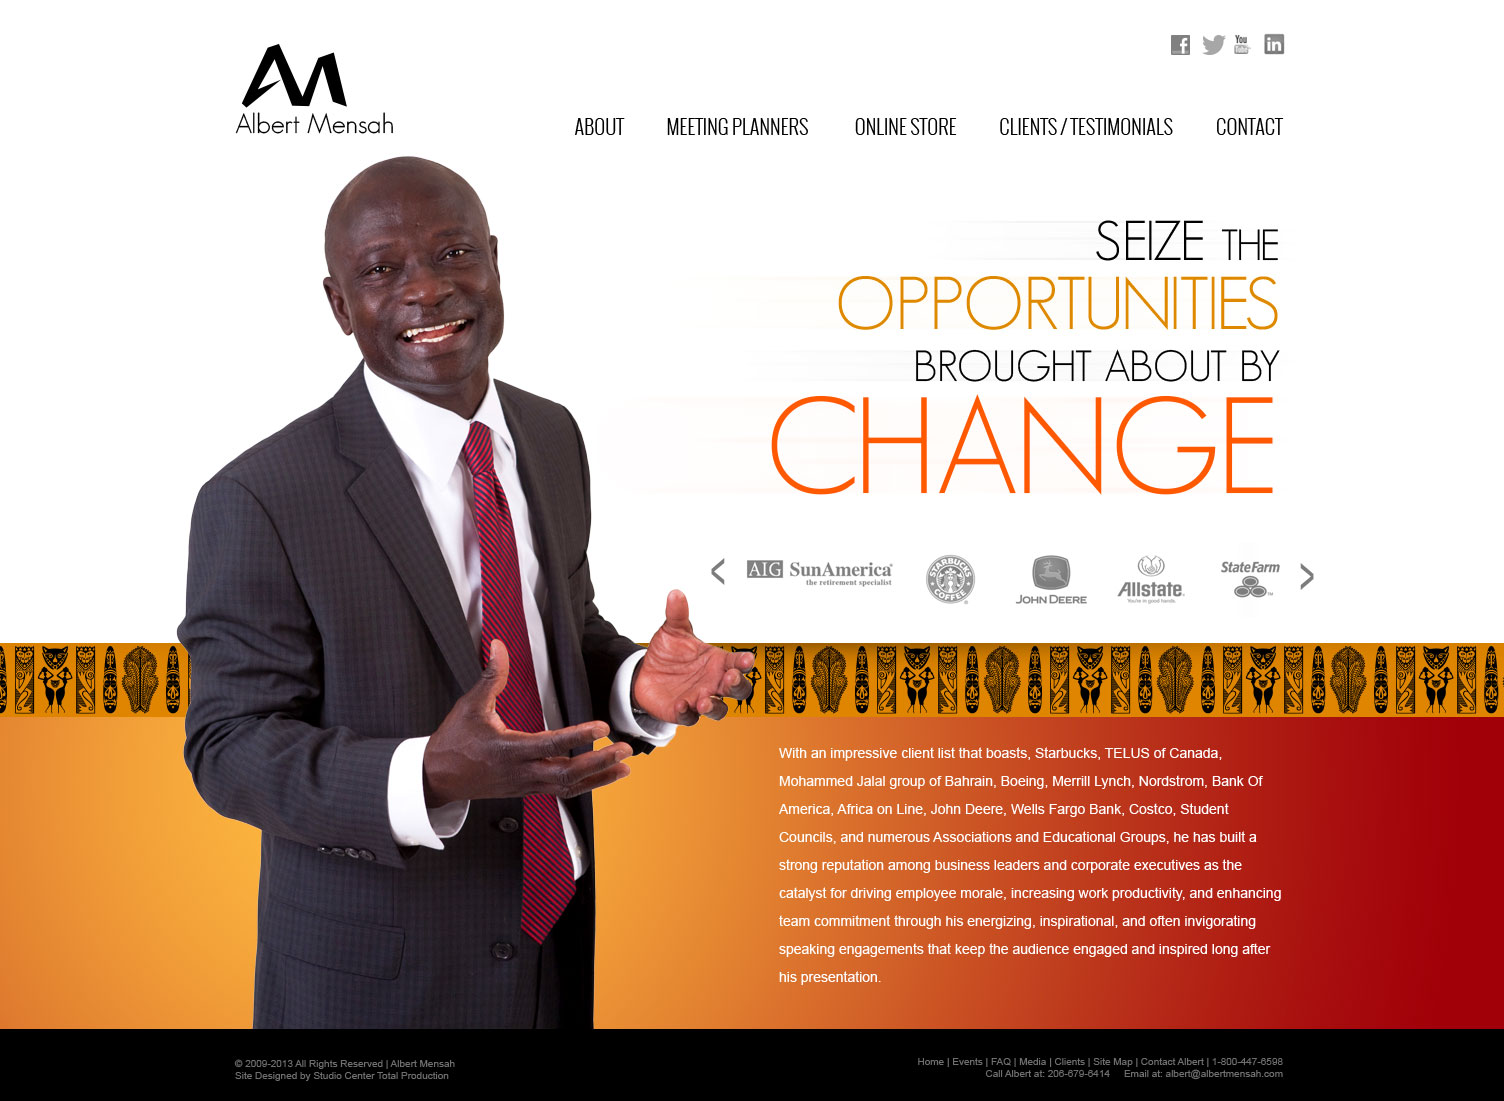 Albert Mensah
You
Tube
ABOUT MEETING PLANNERS ONLINE STORE CLIENTS / TESTIMONIALS CONTACT
SEIZE THE
OPPORTUNITIES
BROUGHT ABOUT BY
CHANGE
AIG SunAmerica
the retirement specialist
STARBUCKS
COFFEE
JOHN DEERE
Allstate
You're in good hands.
StateFarm
With an impressive client list that boasts, Starbucks, TELUS of Canada,
Mohammed Jalal group of Bahrain, Boeing, Merrill Lynch, Nordstrom, Bank Of
America, Africa on Line, John Deere, Wells Fargo Bank, Costco, Student
Councils, and numerous Associations and Educational Groups, he has built a
strong reputation among business leaders and corporate executives as the
catalyst for driving employee morale, increasing work productivity, and enhancing
team commitment through his energizing, inspirational, and often invigorating
speaking engagements that keep the audience engaged and inspired long after
his presentation.
© 2009-2013 All Rights Reserved | Albert Mensah
Site Designed by Studio Center Total Production
Home | Events | FAQ | Media | Clients | Site Map | Contact Albert | 1-800-447-6598
Call Albert at: 206-679-6414 Email at: albert@albertmensah.com